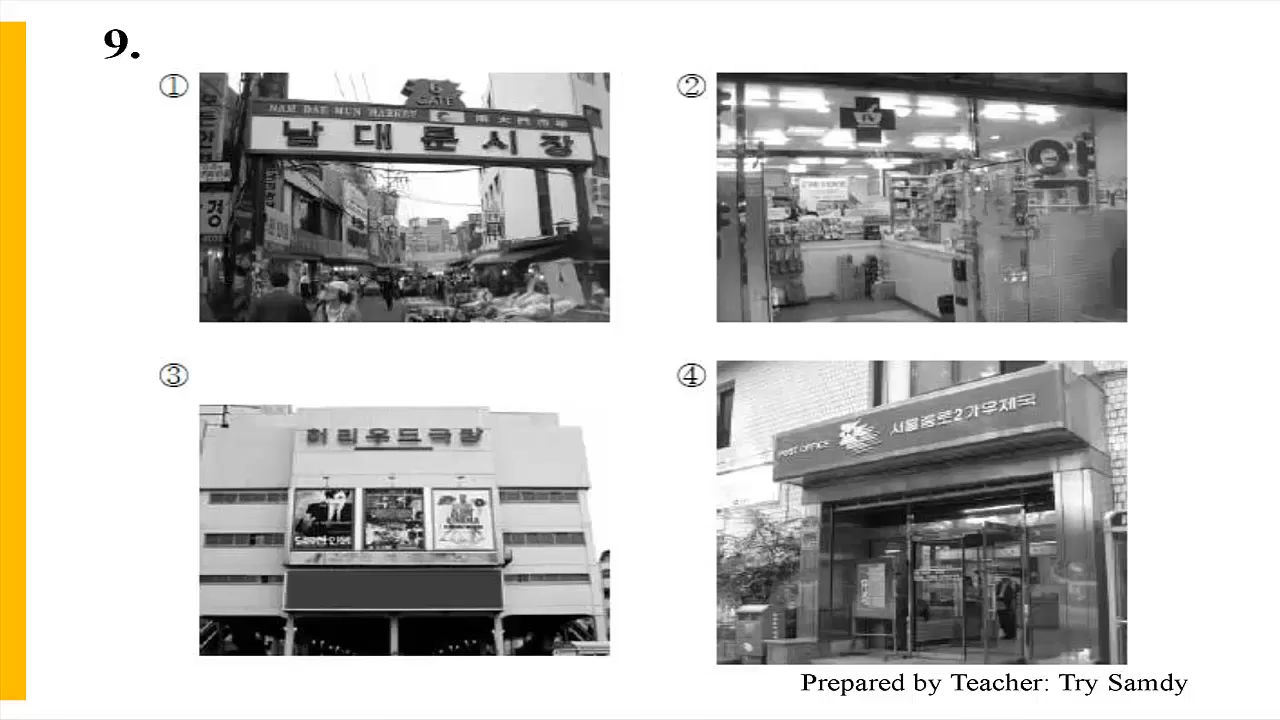 9.
①
GATE
NAM DAE MUN MARKET
南大門市場
남대문시장
경
②
약
③
허리우드극장
④
POST OFFICE
서울종로2가우체국
Prepared by Teacher: Try Samdy